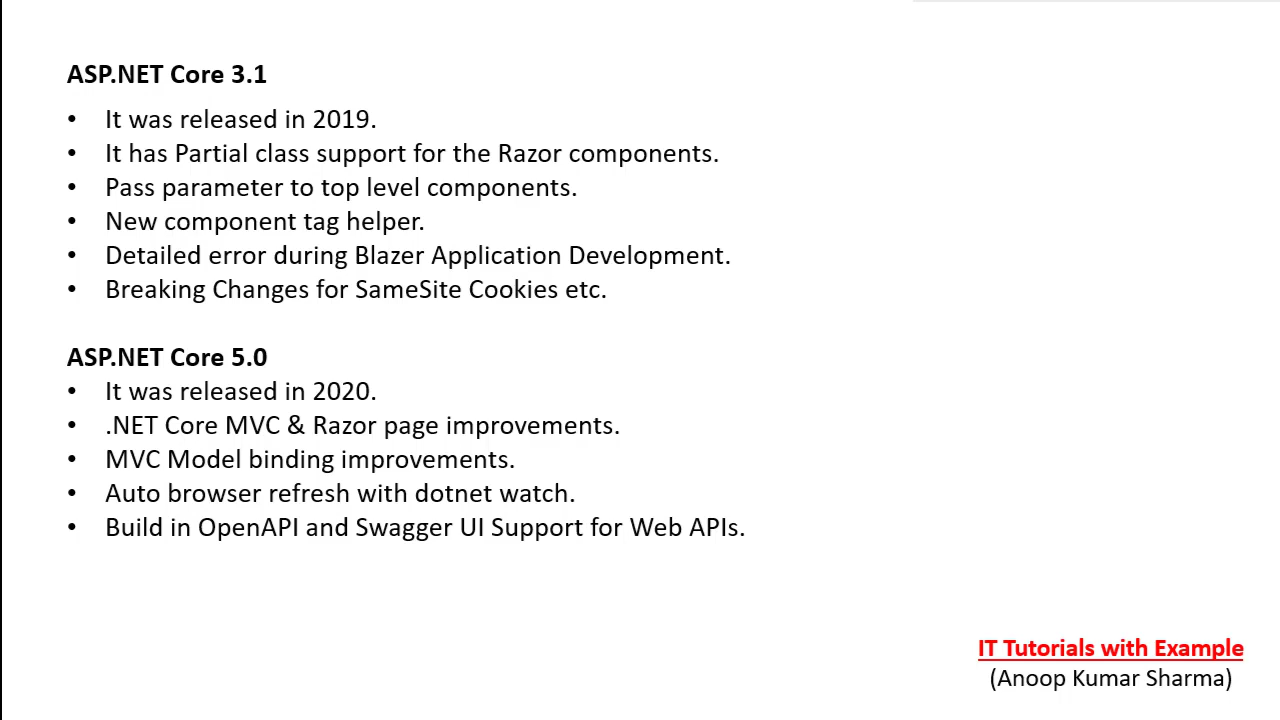 ASP.NET Core 3.1
• It was released in 2019.
• It has Partial class support for the Razor components.
• Pass parameter to top level components.
• New component tag helper.
• Detailed error during Blazer Application Development.
• Breaking Changes for SameSite Cookies etc.
ASP.NET Core 5.0
• It was released in 2020.
• .NET Core MVC & Razor page improvements.
• MVC Model binding improvements.
• Auto browser refresh with dotnet watch.
• Build in OpenAPI and Swagger UI Support for Web APIs.
IT Tutorials with Example
(Anoop Kumar Sharma)